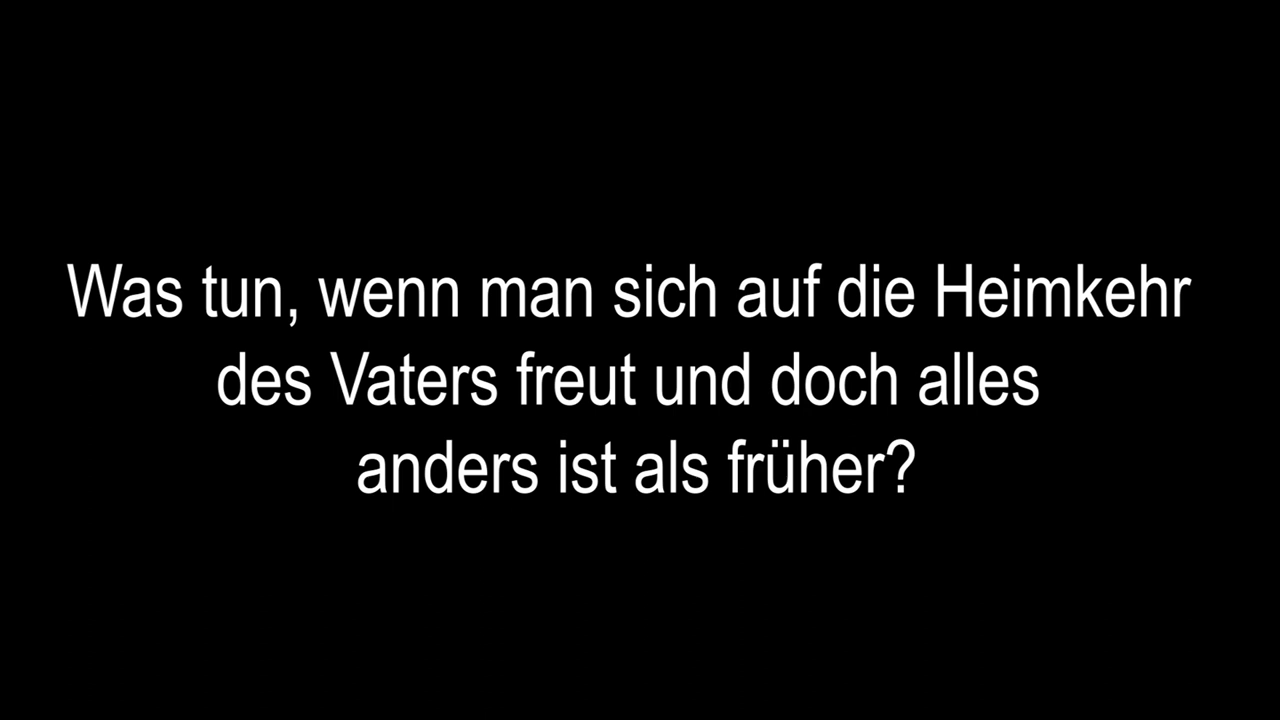 Was tun, wenn man sich auf die Heimkehr
des Vaters freut und doch alles
anders ist als früher?